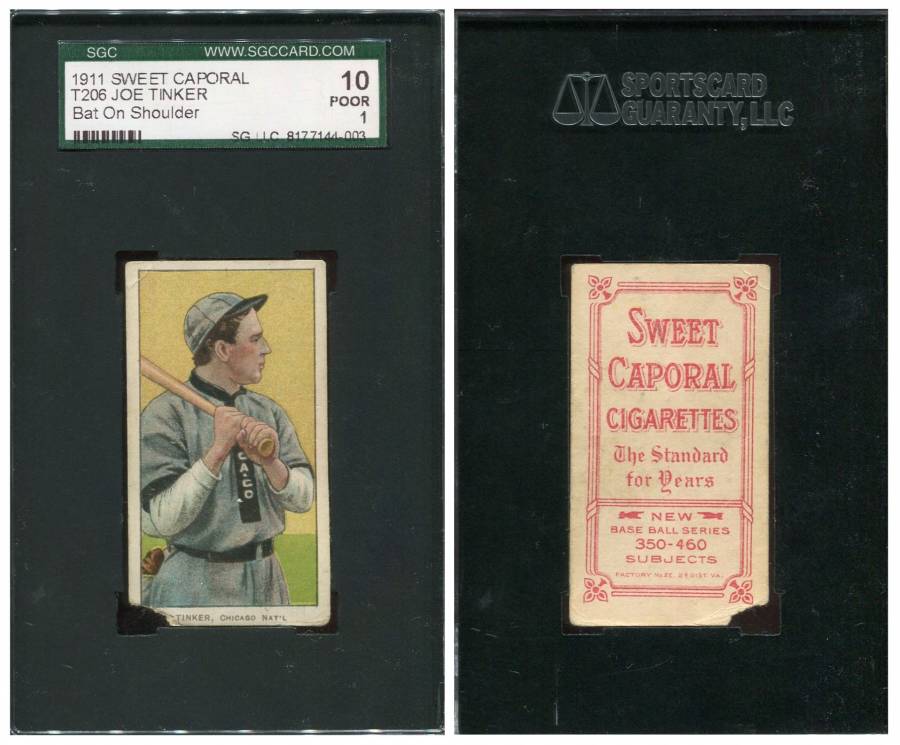 SGC WWW.SGCCARD.COM
1911 SWEET CAPORAL
T206 JOE TINKER
Bat On Shoulder
10
POOR
1
SG LLC 8177144-003
CA-GO
TINKER, CHICAGO NAT'L
SPORTSCARD
GUARANTY, LLC
SWEET
CAPORAL
CIGARETTES
The Standard
for Years
NEW
BASE BALL SERIES
350-460
SUBJECTS
FACTORY No. 25, 2nd DIST. VA.